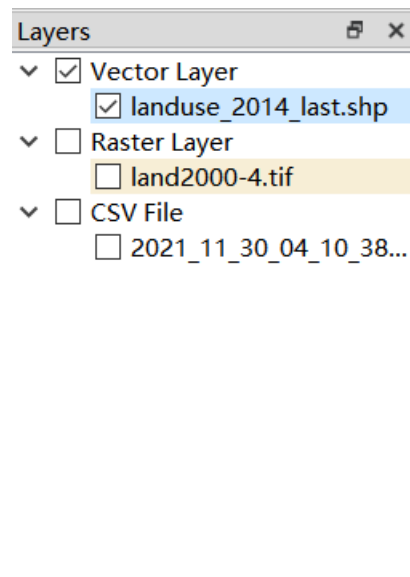 Layers
Vector Layer
landuse_2014_last.shp
Raster Layer
land2000-4.tif
CSV File
2021_11_30_04_10_38...